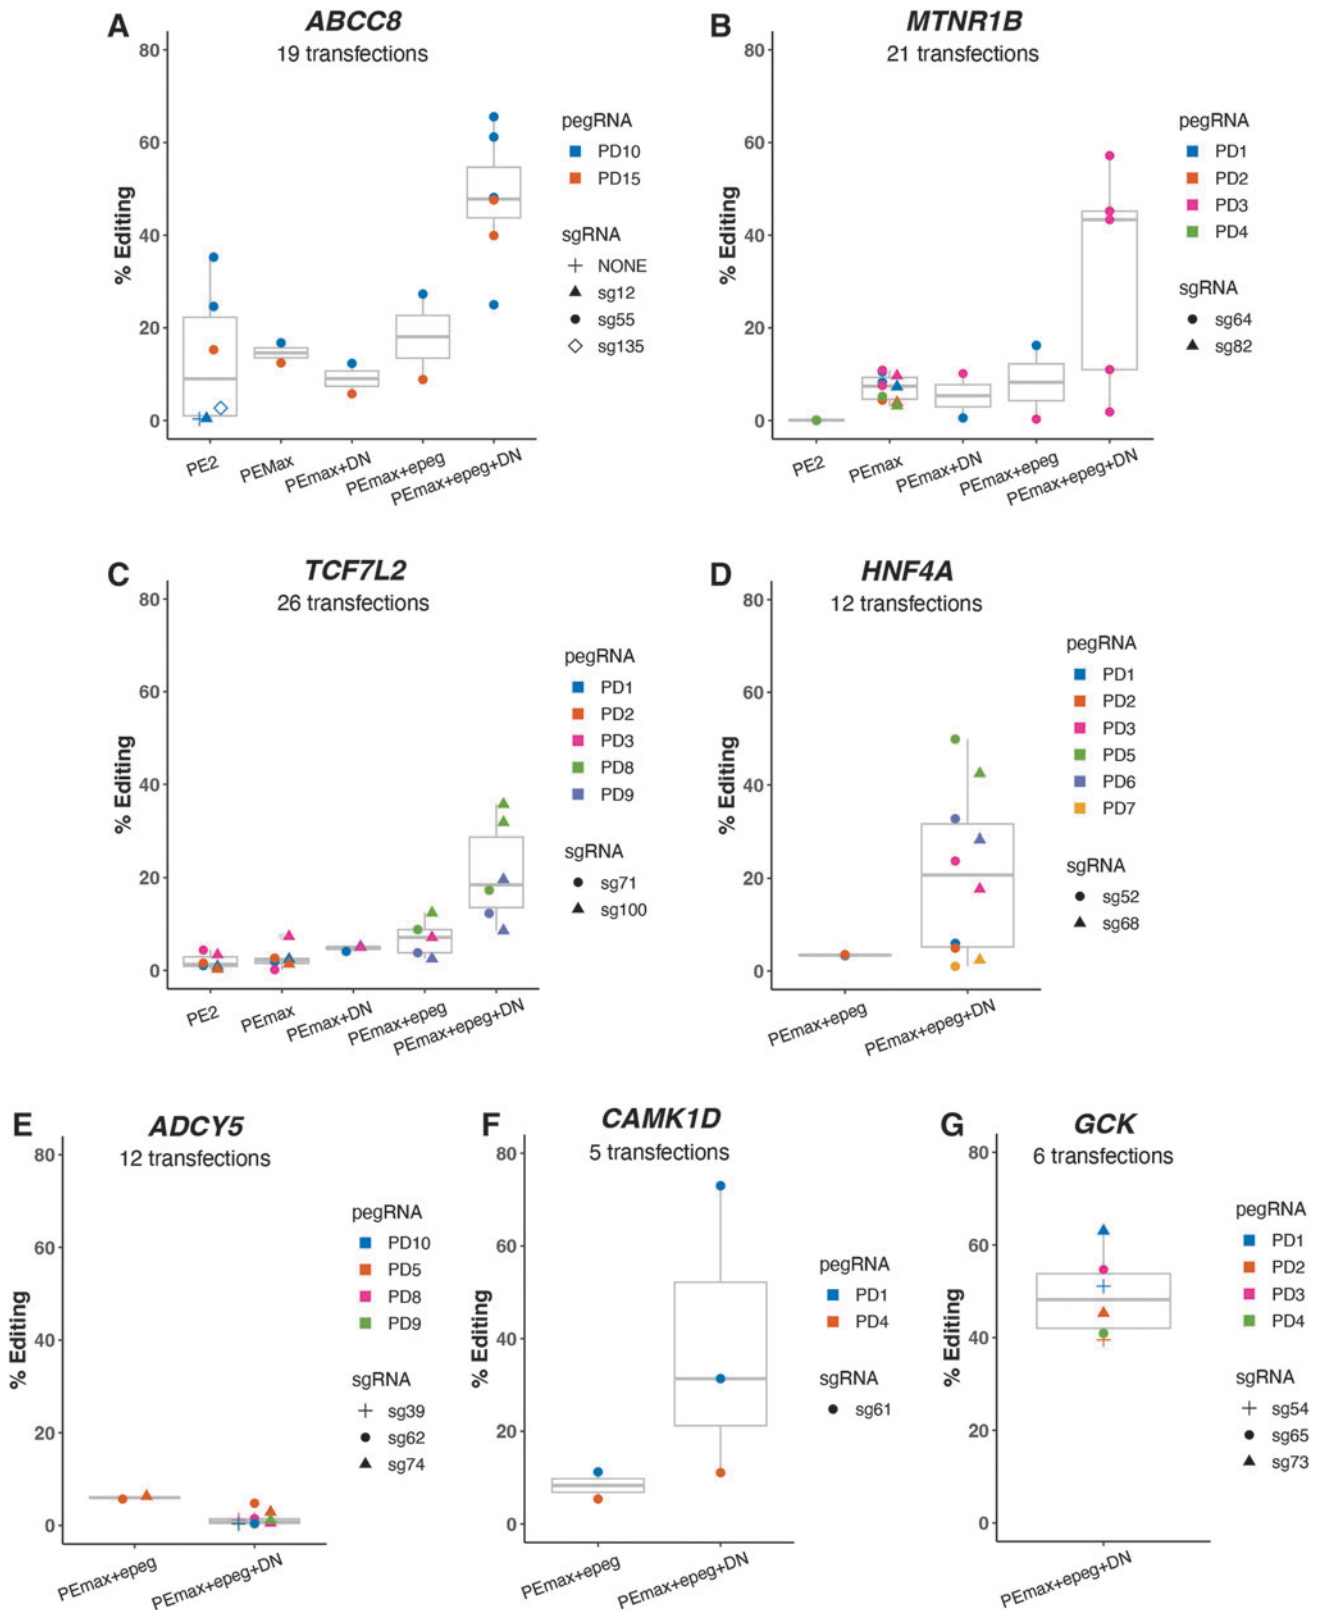 A
ABCC8
19 transfections
80
60
40
20
0
% Editing
PE2
PEMax
PEmax+DN
PEmax+epeg
PEmax+epeg+DN
pegRNA
PD10
PD15
sgRNA
NONE
sg12
sg55
sg135
B
MTNR1B
21 transfections
80
60
40
20
0
% Editing
PE2
PEmax
PEmax+DN
PEmax+epeg
PEmax+epeg+DN
pegRNA
PD1
PD2
PD3
PD4
sgRNA
sg64
sg82
C
TCF7L2
26 transfections
80
60
40
20
0
% Editing
PE2
PEmax
PEmax+DN
PEmax+epeg
PEmax+epeg+DN
pegRNA
PD1
PD2
PD3
PD8
PD9
sgRNA
sg71
sg100
D
HNF4A
12 transfections
80
60
40
20
0
% Editing
PEmax+epeg
PEmax+epeg+DN
pegRNA
PD1
PD2
PD3
PD5
PD6
PD7
sgRNA
sg52
sg68
E
ADCY5
12 transfections
80
60
40
20
0
% Editing
PEmax+epeg
PEmax+epeg+DN
pegRNA
PD10
PD5
PD8
PD9
sgRNA
sg39
sg62
sg74
F
CAMK1D
5 transfections
80
60
40
20
0
% Editing
PEmax+epeg
PEmax+epeg+DN
pegRNA
PD1
PD4
sgRNA
sg61
G
GCK
6 transfections
80
60
40
20
0
% Editing
PEmax+epeg+DN
pegRNA
PD1
PD2
PD3
PD4
sgRNA
sg54
sg65
sg73